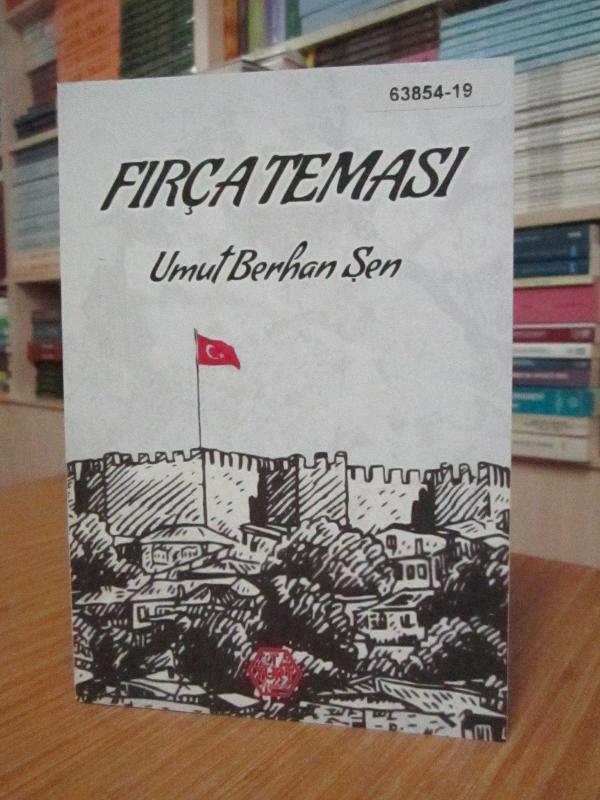 63854-19
FIRÇA TEMASI
Umut Berhan Şen